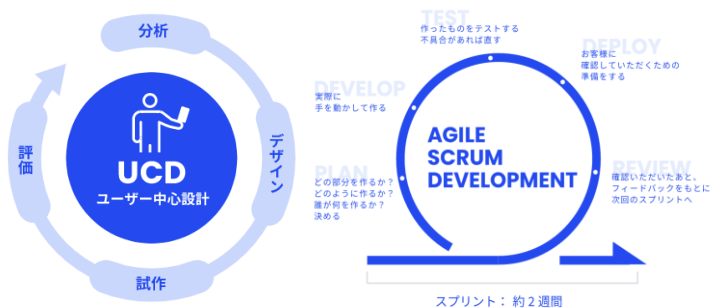 分析
デザイン
試作
評価
UCD
ユーザー中心設計
TEST
作ったものをテストする
不具合があれば直す
DEPLOY
お客様に
確認していただくための
準備をする
DEVELOP
実際に
手を動かして作る
AGILE
SCRUM
DEVELOPMENT
PLAN
どの部分を作るか？
どのように作るか？
誰が何を作るか？
決める
REVIEW
確認いただいたあと、
フィードバックをもとに
次回のスプリントへ
スプリント： 約２週間